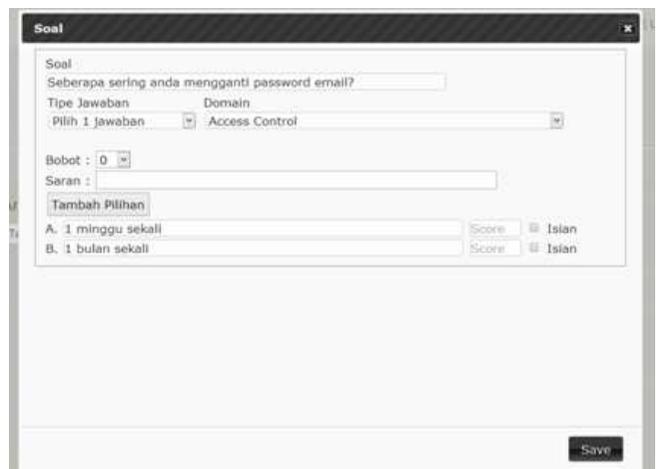 Soal
Soal
Seberapa sering anda mengganti password email?
Tipe Jawaban Domain
Pilih 1 jawaban Access Control
Bobot : 0
Saran :
Tambah Pilihan
A. 1 minggu sekali Score Isian
B. 1 bulan sekali Score Isian
Save